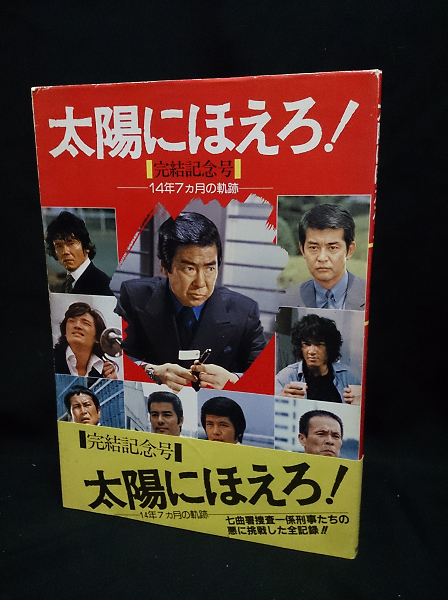 太陽にほえろ!
完結記念号
14年7ヵ月の軌跡
完結記念号
太陽にほえろ!
14年7ヵ月の軌跡
七曲署捜査一係刑事たちの
悪に挑戦した全記録!!